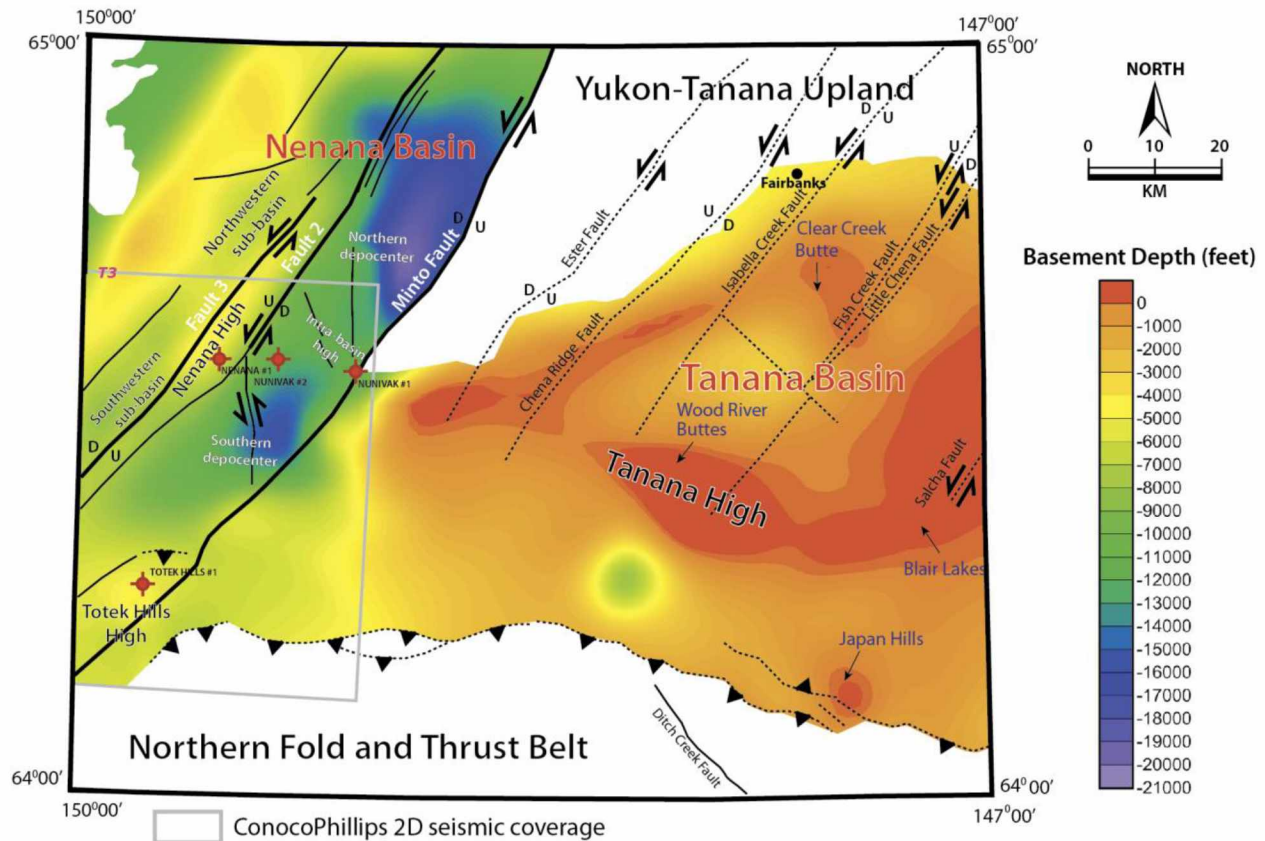 150°00′
147°00′
65°00′
65°00′
Yukon-Tanana Upland
NORTH
0 10 20
KM
Nenana Basin
D
U
U
D
Fairbanks
Northwestern
sub-basin
Northern
depocenter
D
U
Ester Fault
U
D
Isabella Creek Fault
Clear Creek
Butte
Fish Creek Fault
Little Chena Fault
Basement Depth (feet)
T3
Fault 3
Fault 2
Minto Fault
D
U
U
D
Nenana High
Intra-basin
high
Chena Ridge Fault
NENANA #1
NUNIVAK #2
NUNIVAK #1
Tanana Basin
Southwestern
sub-basin
Wood River
Buttes
D
U
Southern
depocenter
Tanana High
Salcha Fault
Blair Lakes
TOTEK HILLS #1
Totek Hills
High
Japan Hills
Ditch Creek Fault
Northern Fold and Thrust Belt
0
-1000
-2000
-3000
-4000
-5000
-6000
-7000
-8000
-9000
-10000
-11000
-12000
-13000
-14000
-15000
-16000
-17000
-18000
-19000
-20000
-21000
64°00′
64°00′
150°00′
147°00′
ConocoPhillips 2D seismic coverage